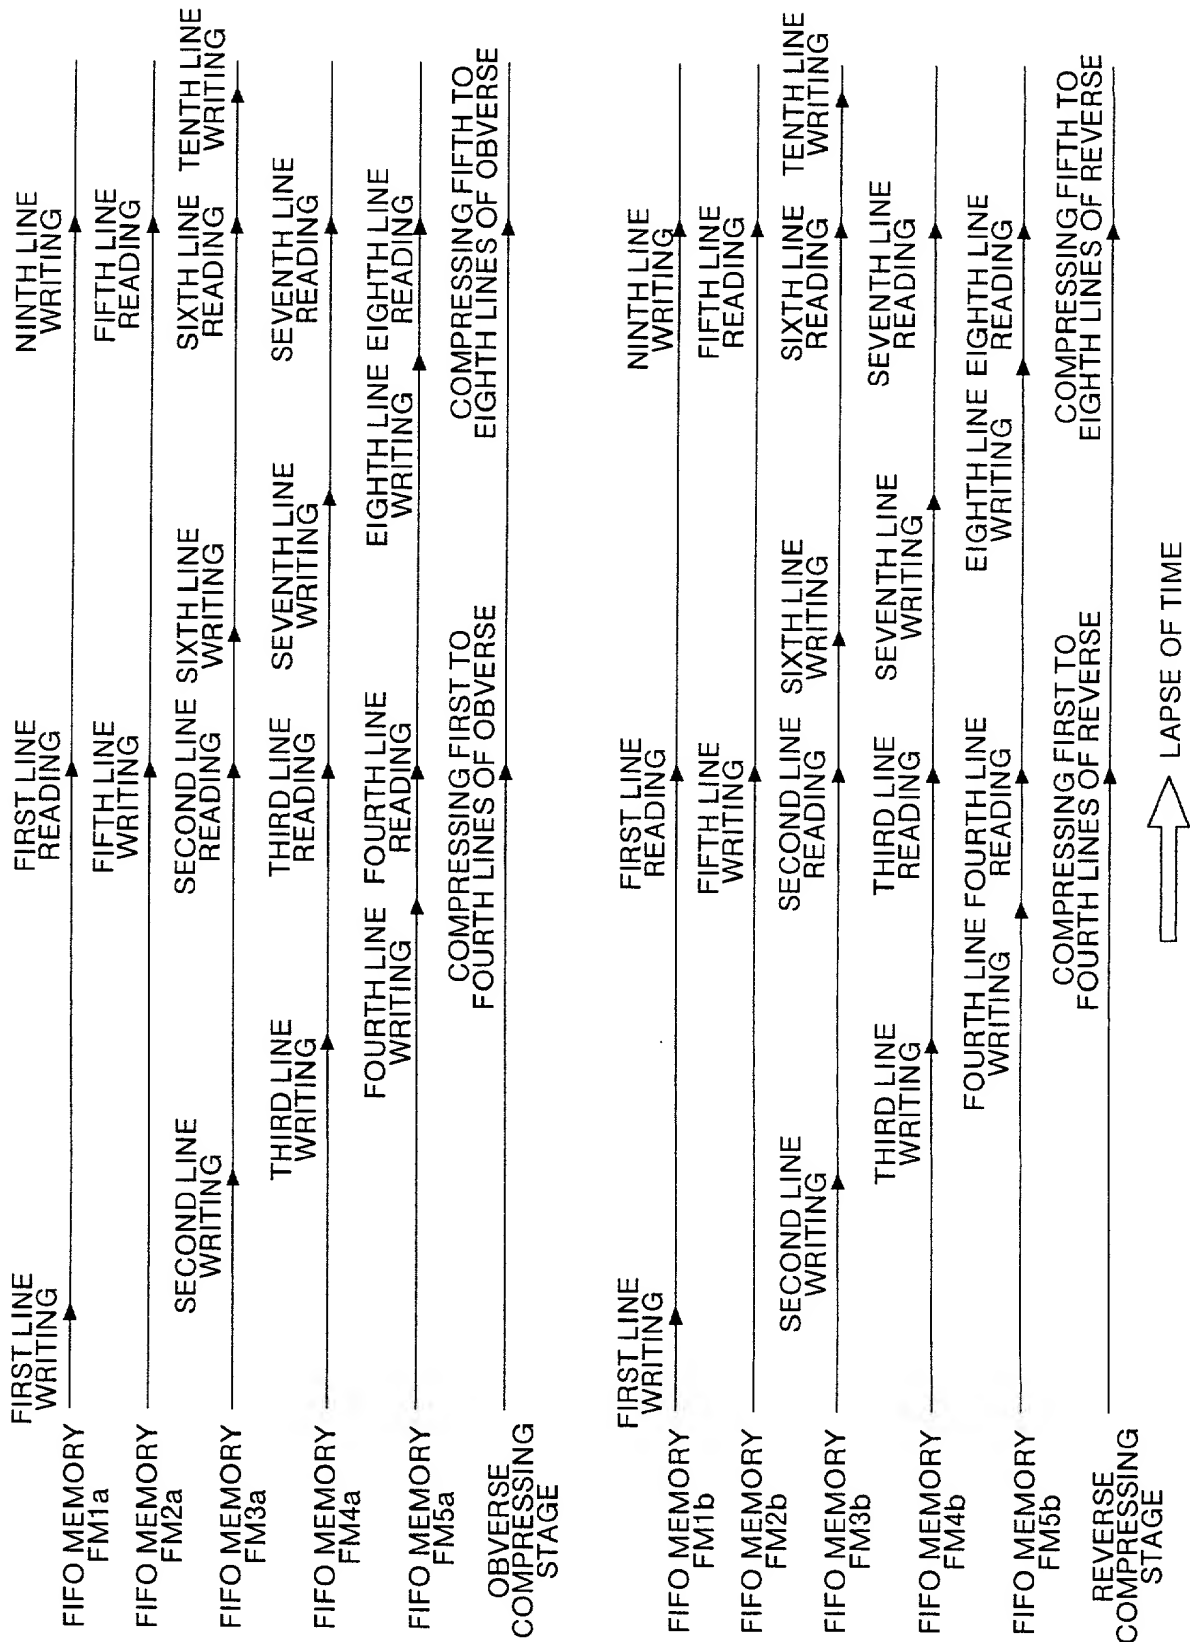 FIFO MEMORY
FM1a
FIRST LINE
WRITING
FIRST LINE
READING
NINTH LINE
WRITING
FIFO MEMORY
FM2a
FIFTH LINE
WRITING
FIFTH LINE
READING
FIFO MEMORY
FM3a
SECOND LINE
WRITING
SECOND LINE
READING
SIXTH LINE
WRITING
SIXTH LINE
READING
TENTH LINE
WRITING
FIFO MEMORY
FM4a
THIRD LINE
WRITING
THIRD LINE
READING
SEVENTH LINE
WRITING
SEVENTH LINE
READING
FIFO MEMORY
FM5a
FOURTH LINE
WRITING
FOURTH LINE
READING
EIGHTH LINE
WRITING
EIGHTH LINE
READING
OBVERSE
COMPRESSING
STAGE
COMPRESSING FIRST TO
FOURTH LINES OF OBVERSE
COMPRESSING FIFTH TO
EIGHTH LINES OF OBVERSE
FIFO MEMORY
FM1b
FIRST LINE
WRITING
FIRST LINE
READING
NINTH LINE
WRITING
FIFO MEMORY
FM2b
FIFTH LINE
WRITING
FIFTH LINE
READING
FIFO MEMORY
FM3b
SECOND LINE
WRITING
SECOND LINE
READING
SIXTH LINE
WRITING
SIXTH LINE
READING
TENTH LINE
WRITING
FIFO MEMORY
FM4b
THIRD LINE
WRITING
THIRD LINE
READING
SEVENTH LINE
WRITING
SEVENTH LINE
READING
FIFO MEMORY
FM5b
FOURTH LINE
WRITING
FOURTH LINE
READING
EIGHTH LINE
WRITING
EIGHTH LINE
READING
REVERSE
COMPRESSING
STAGE
COMPRESSING FIRST TO
FOURTH LINES OF REVERSE
COMPRESSING FIFTH TO
EIGHTH LINES OF REVERSE
LAPSE OF TIME